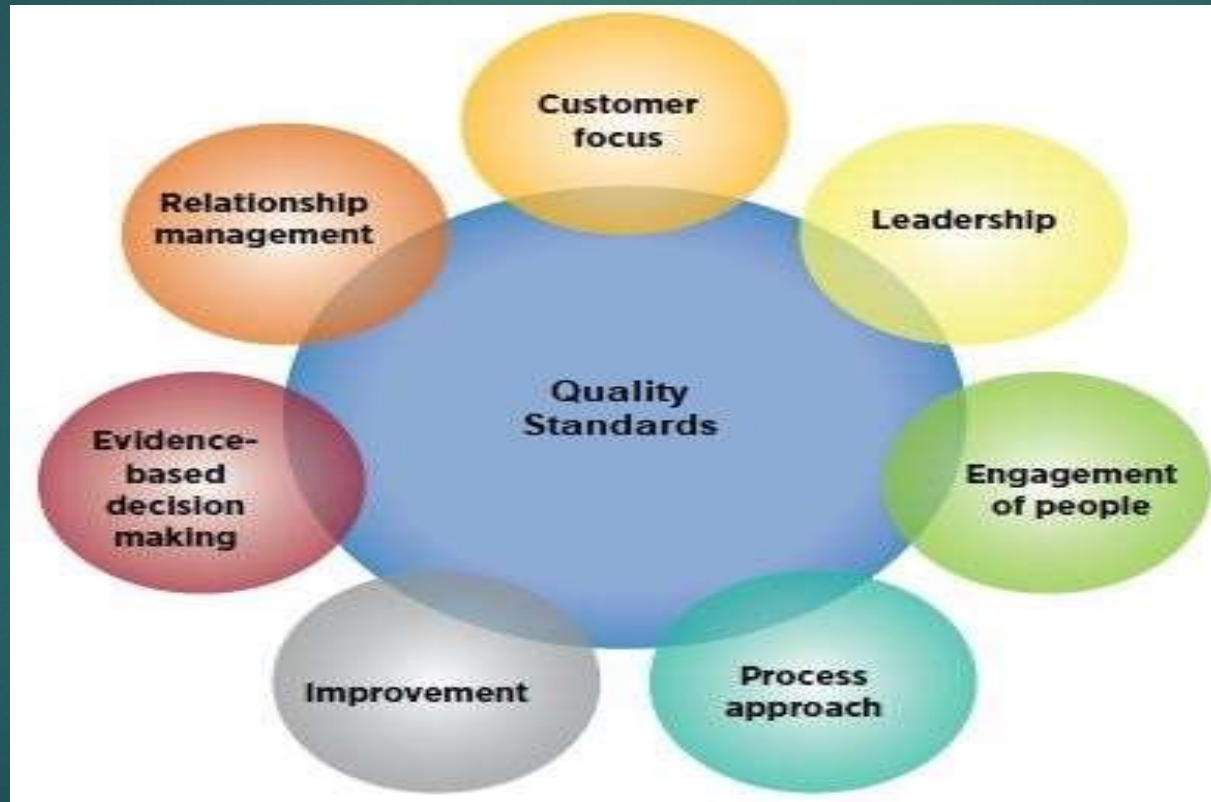 Customer
focus
Relationship
management
Leadership
Quality
Standards
Evidence-
based
decision
making
Engagement
of people
Improvement
Process
approach